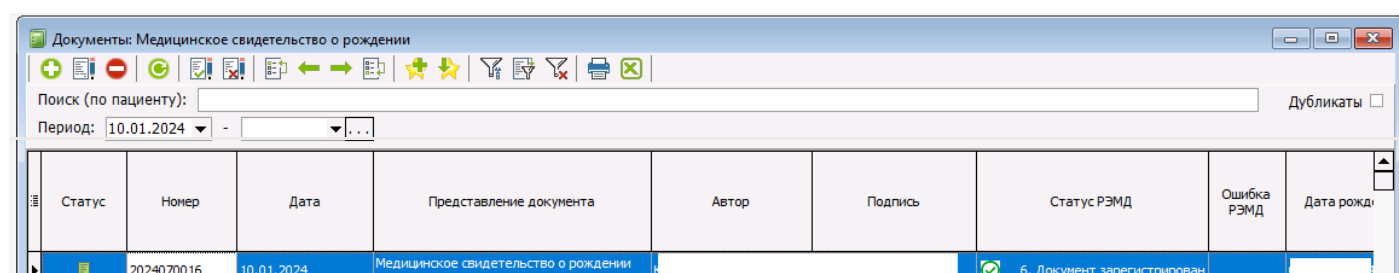 Документы: Медицинское свидетельство о рождении
Поиск (по пациенту):
Дубликаты
Период: 10.01.2024 - ...
Статус Номер Дата Представление документа Автор Подпись Статус РЭМД Ошибка РЭМД Дата
2024070016 10.01.2024 Медицинское свидетельство о рождении 6. Документ зарегистрирован